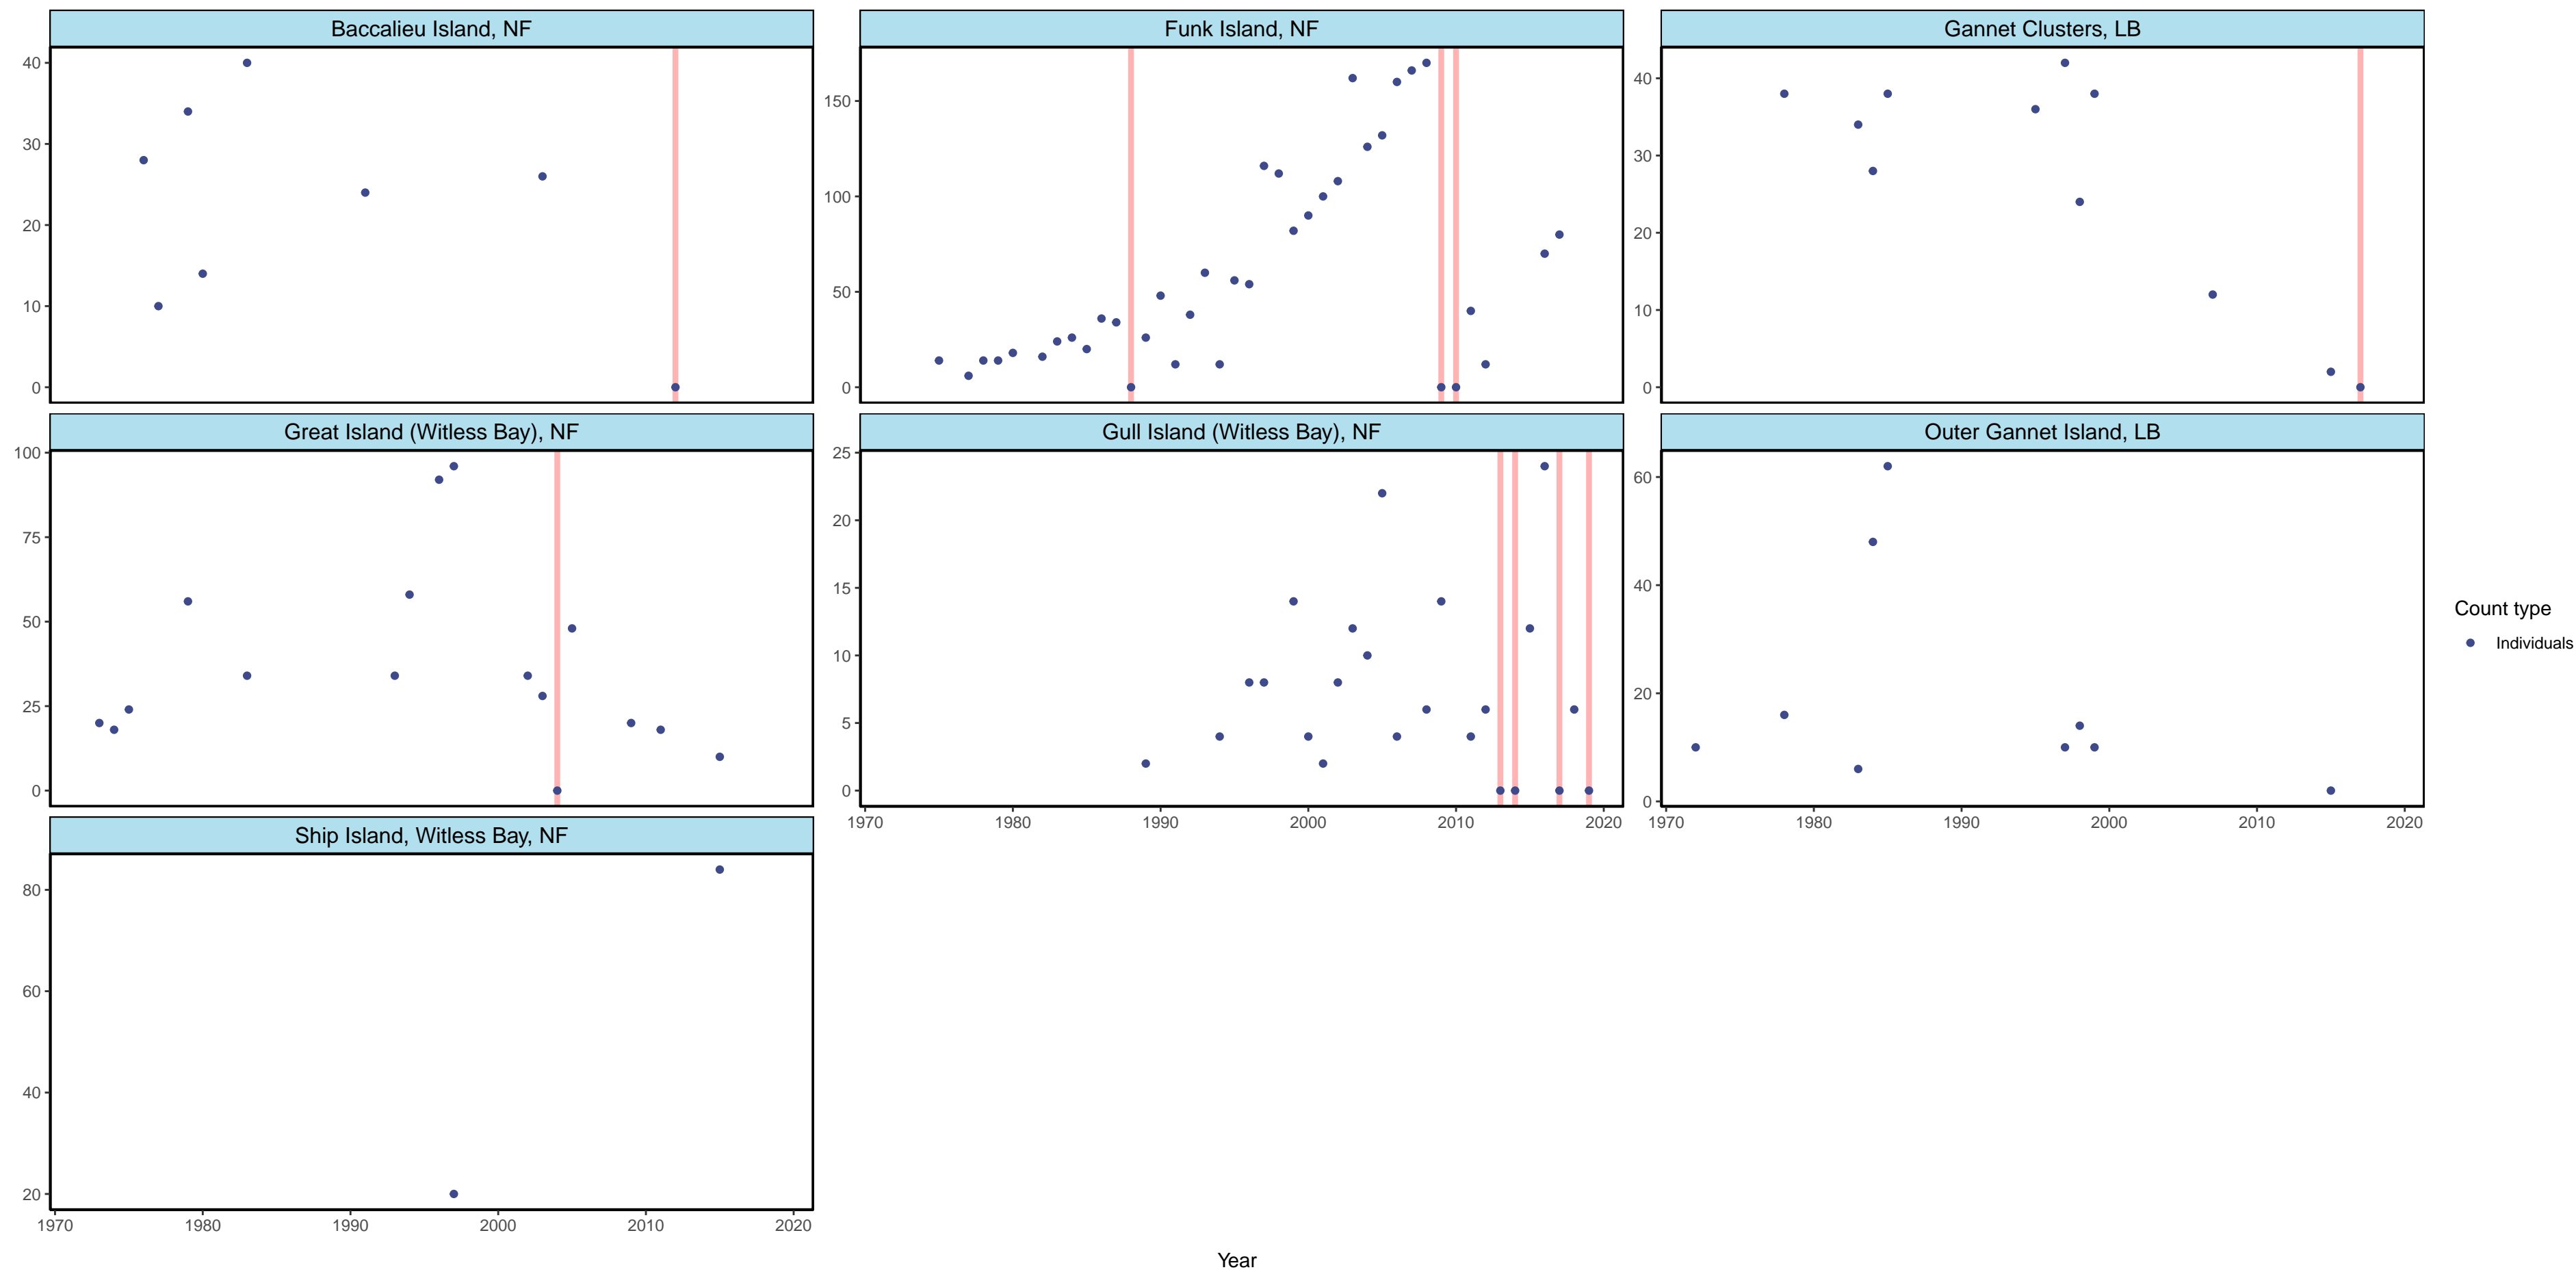 Baccalieu Island, NF
Funk Island, NF
Gannet Clusters, LB
40
30
20
10
0
150
100
50
0
40
30
20
10
0
Great Island (Witless Bay), NF
Gull Island (Witless Bay), NF
Outer Gannet Island, LB
100
75
50
25
0
25
20
15
10
5
0
60
40
20
0
1970 1980 1990 2000 2010 2020
1970 1980 1990 2000 2010 2020
Count type
Individuals
Ship Island, Witless Bay, NF
80
60
40
20
1970 1980 1990 2000 2010 2020
Year